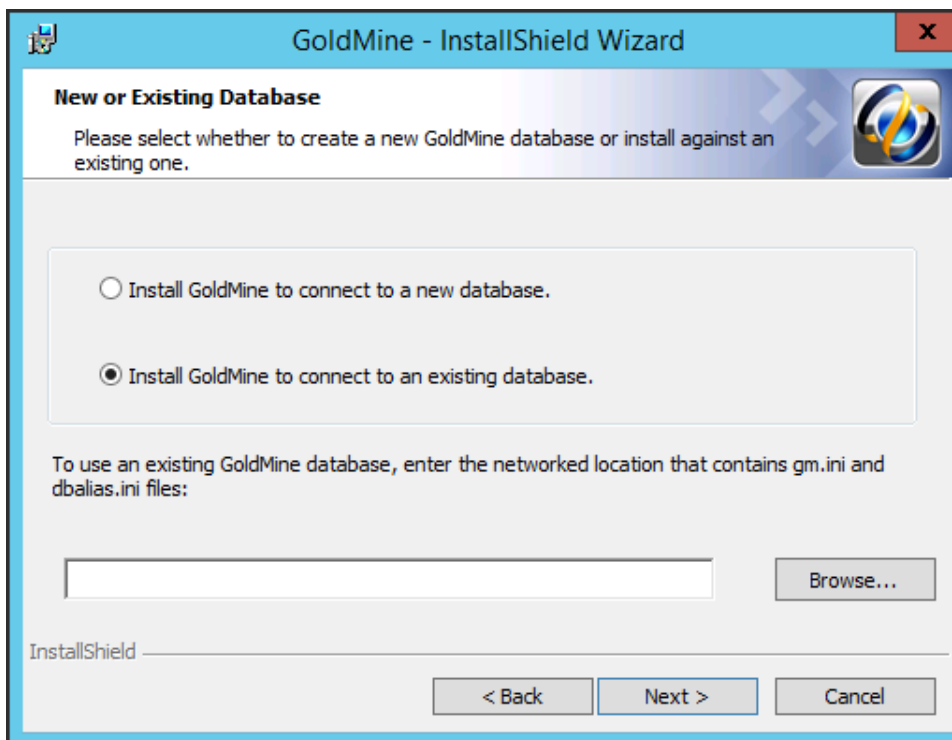 GoldMine - InstallShield Wizard
x
New or Existing Database
Please select whether to create a new GoldMine database or install against an
existing one.
Install GoldMine to connect to a new database.
Install GoldMine to connect to an existing database.
To use an existing GoldMine database, enter the networked location that contains gm.ini and
dbalias.ini files:
Browse...
InstallShield
< Back
Next >
Cancel